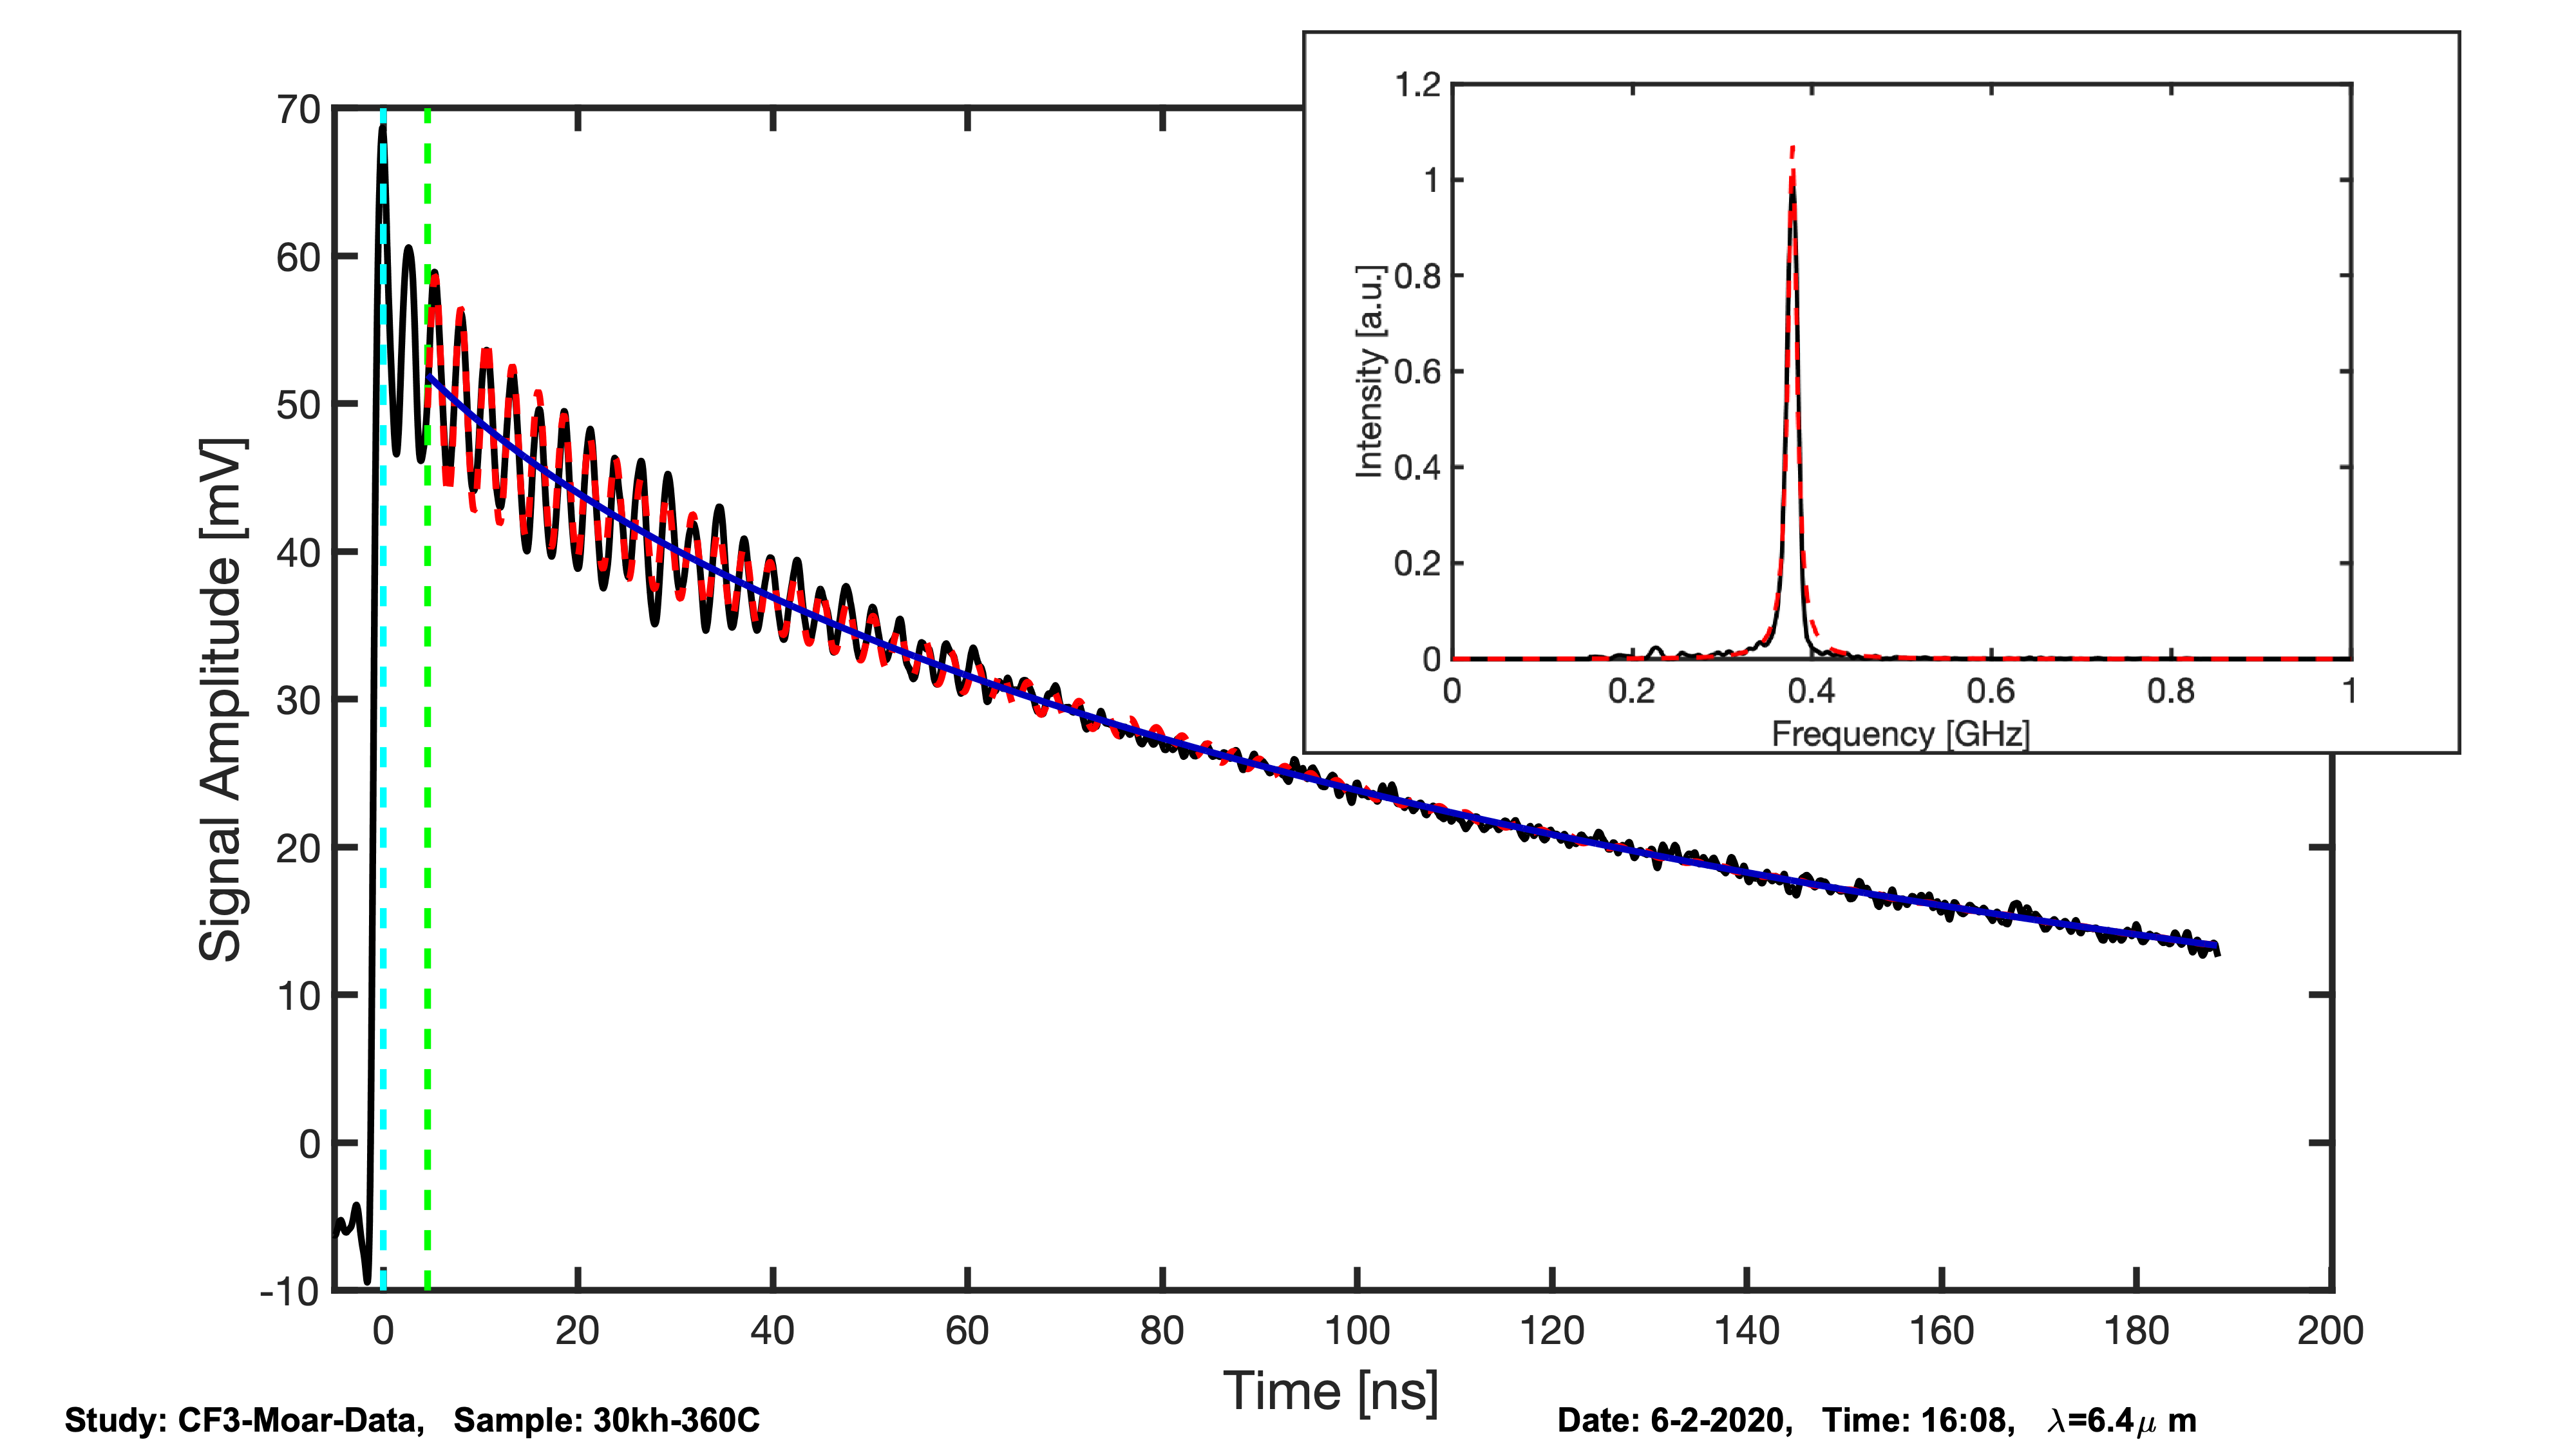 1.2
1
0.8
0.6
0.4
0.2
0
0 0.2 0.4 0.6 0.8 1
Intensity [a.u.]
Frequency [GHz]
70
60
50
40
30
20
10
0
-10
Signal Amplitude [mV]
0 20 40 60 80 100 120 140 160 180 200
Time [ns]
Study: CF3-Moar-Data, Sample: 30kh-360C
Date: 6-2-2020, Time: 16:08, λ=6.4μ m